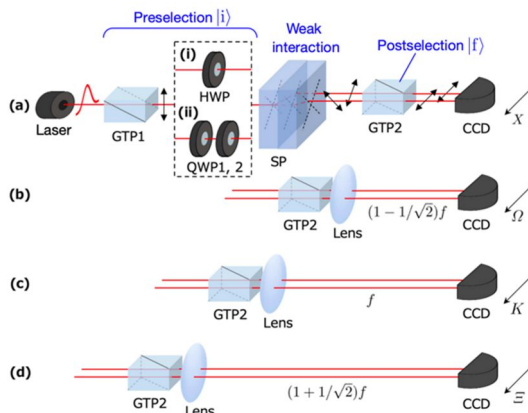 Preselection |i⟩
Weak
interaction
Postselection |f⟩
(i)
HWP
(a)
Laser
GTP1
(ii)
QWP1, 2
SP
GTP2
CCD
X
(b)
GTP2
Lens
(1 − 1/√2)f
CCD
Ω
(c)
GTP2
Lens
f
CCD
K
(d)
GTP2
Lens
(1 + 1/√2)f
CCD
Ξ